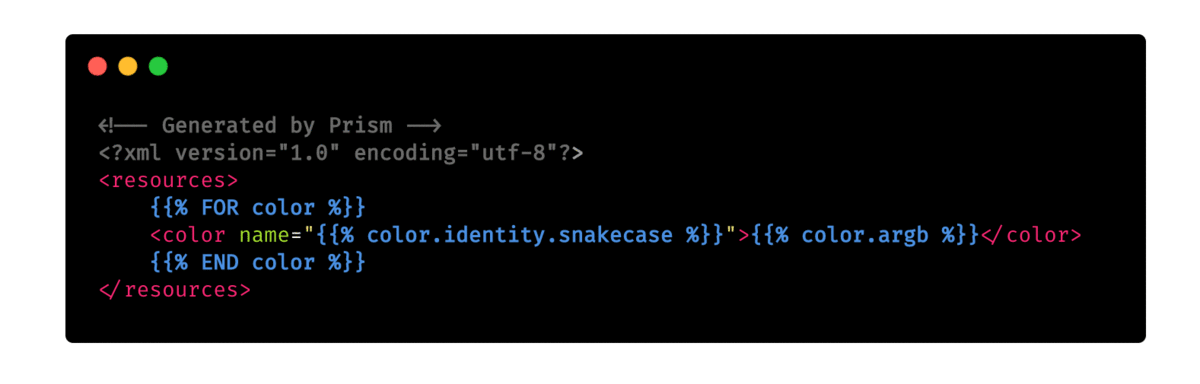 <!-- Generated by Prism -->
<?xml version="1.0" encoding="utf-8"?>
<resources>
    {{% FOR color %}}
    <color name="{{% color.identity.snakecase %}}">{{% color.argb %}}</color>
    {{% END color %}}
</resources>